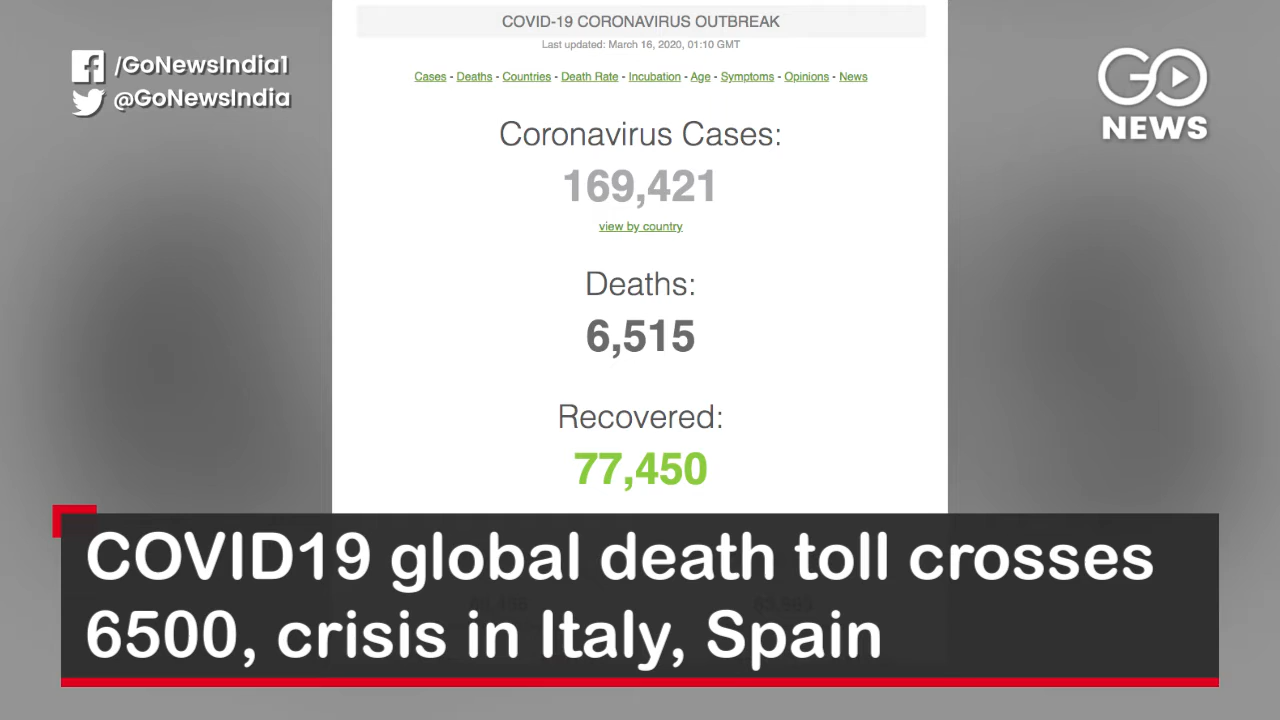 COVID-19 CORONAVIRUS OUTBREAK
Last updated: March 16, 2020, 01:10 GMT
/GoNewsIndia1
@GoNewsIndia
GO
NEWS
Cases - Deaths - Countries - Death Rate - Incubation - Age - Symptoms - Opinions - News
Coronavirus Cases:
169,421
view by country
Deaths:
6,515
Recovered:
77,450
COVID19 global death toll crosses
6500, crisis in Italy, Spain